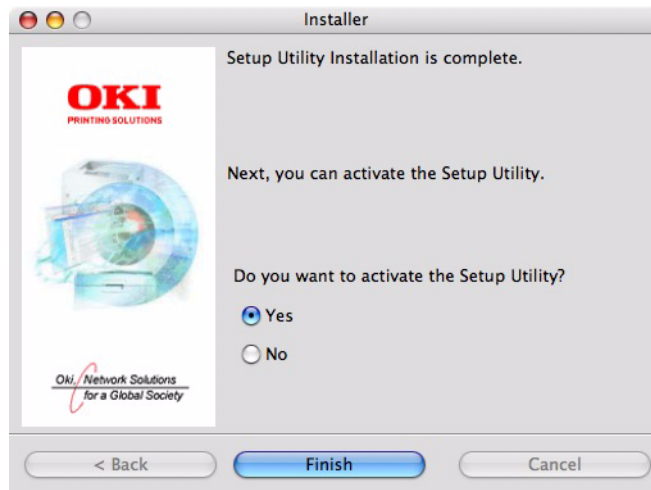 Installer
OKI
PRINTING SOLUTIONS
Setup Utility Installation is complete.
Next, you can activate the Setup Utility.
Do you want to activate the Setup Utility?
Yes
No
Oki, Network Solutions
for a Global Society
< Back
Finish
Cancel